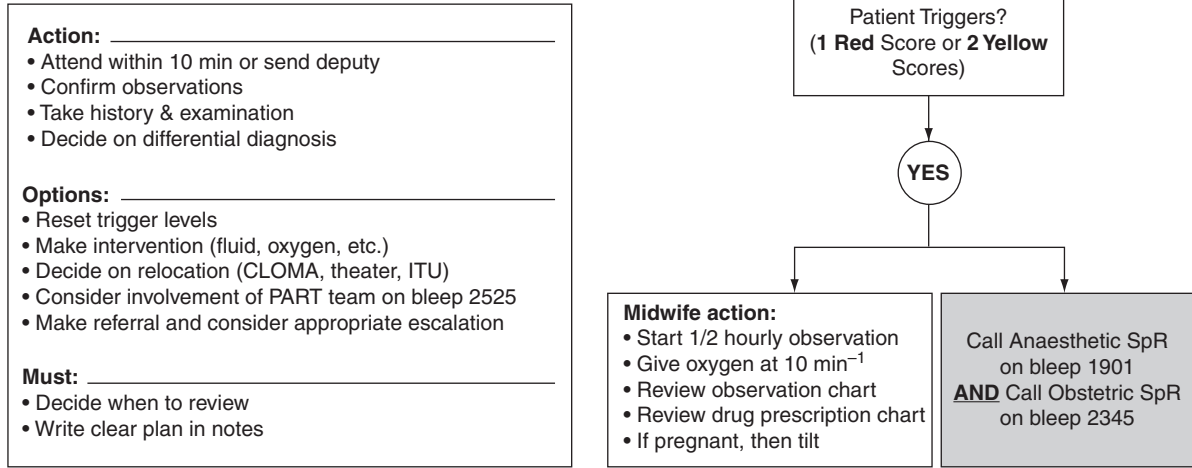 Action:
• Attend within 10 min or send deputy
• Confirm observations
• Take history & examination
• Decide on differential diagnosis
Options:
• Reset trigger levels
• Make intervention (fluid, oxygen, etc.)
• Decide on relocation (CLOMA, theater, ITU)
• Consider involvement of PART team on bleep 2525
• Make referral and consider appropriate escalation
Must:
• Decide when to review
• Write clear plan in notes
Patient Triggers?
(1 Red Score or 2 Yellow
Scores)
YES
Midwife action:
• Start 1/2 hourly observation
• Give oxygen at 10 min⁻¹
• Review observation chart
• Review drug prescription chart
• If pregnant, then tilt
Call Anaesthetic SpR
on bleep 1901
AND Call Obstetric SpR
on bleep 2345